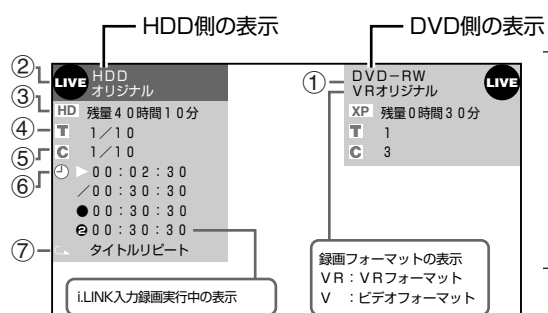 HDD側の表示
DVD側の表示
②
LIVE
HDD
オリジナル
③
HD 残量40時間10分
④
T 1/10
⑤
C 1/10
⑥
00:02:30
/00:30:30
●00:30:30
❷00:30:30
⑦
タイトルリピート
i.LINK入力録画実行中の表示
①
DVD-RW
VRオリジナル
LIVE
XP 残量0時間30分
T 1
C 3
録画フォーマットの表示
VR:VRフォーマット
V :ビデオフォーマット